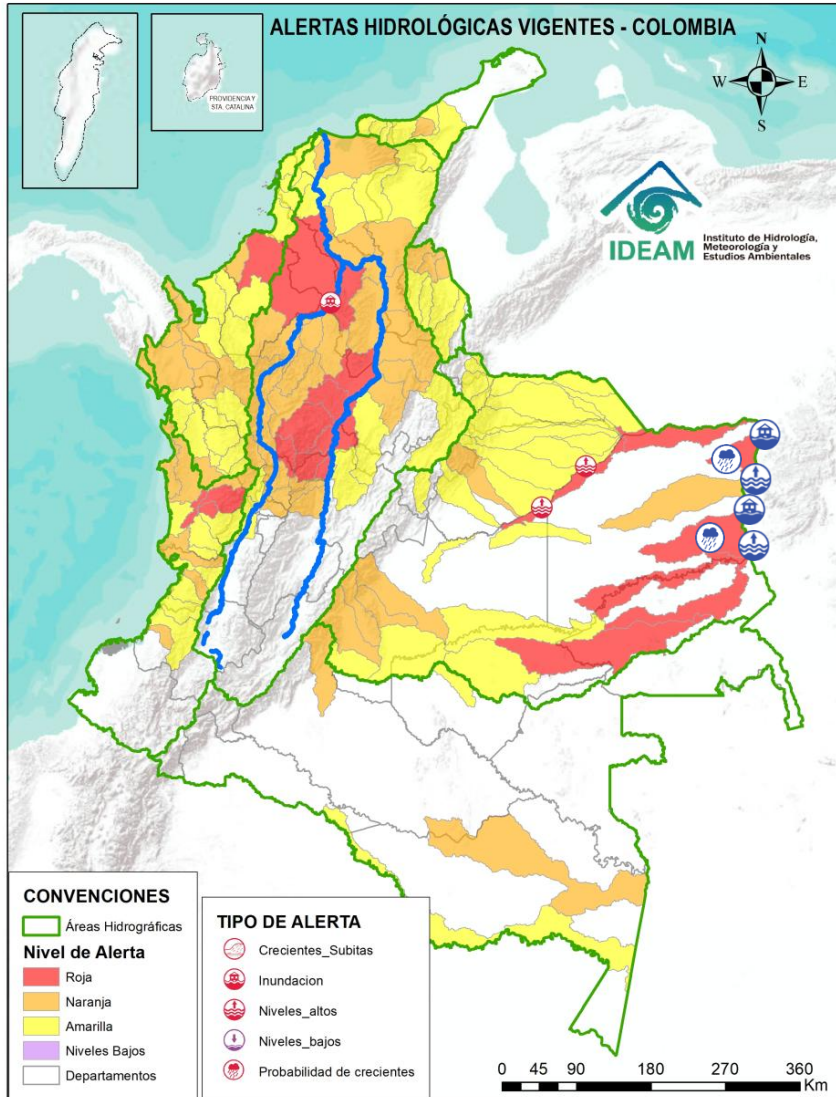 ALERTAS HIDROLÓGICAS VIGENTES - COLOMBIA
PROVIDENCIA Y
STA. CATALINA
N
W
E
S
IDEAM
Instituto de Hidrología,
Meteorología y
Estudios Ambientales
CONVENCIONES
Áreas Hidrográficas
Nivel de Alerta
Roja
Naranja
Amarilla
Niveles Bajos
Departamentos
TIPO DE ALERTA
Crecientes_Subitas
Inundacion
Niveles_altos
Niveles_bajos
Probabilidad de crecientes
0 45 90 180 270 360
Km